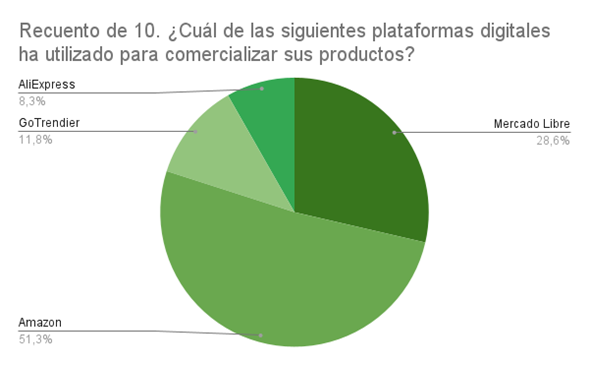 Recuento de 10. ¿Cuál de las siguientes plataformas digitales
ha utilizado para comercializar sus productos?
AliExpress
8,3%
GoTrendier
11,8%
Mercado Libre
28,6%
Amazon
51,3%